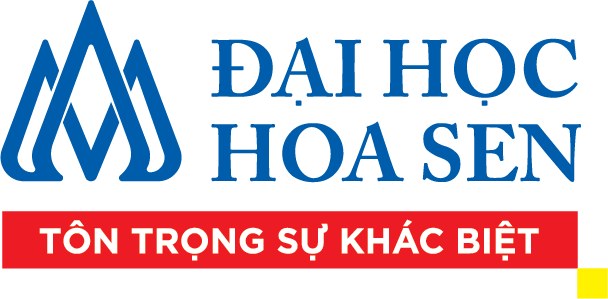 ĐẠI HỌC
HOA SEN
TÔN TRỌNG SỰ KHÁC BIỆT